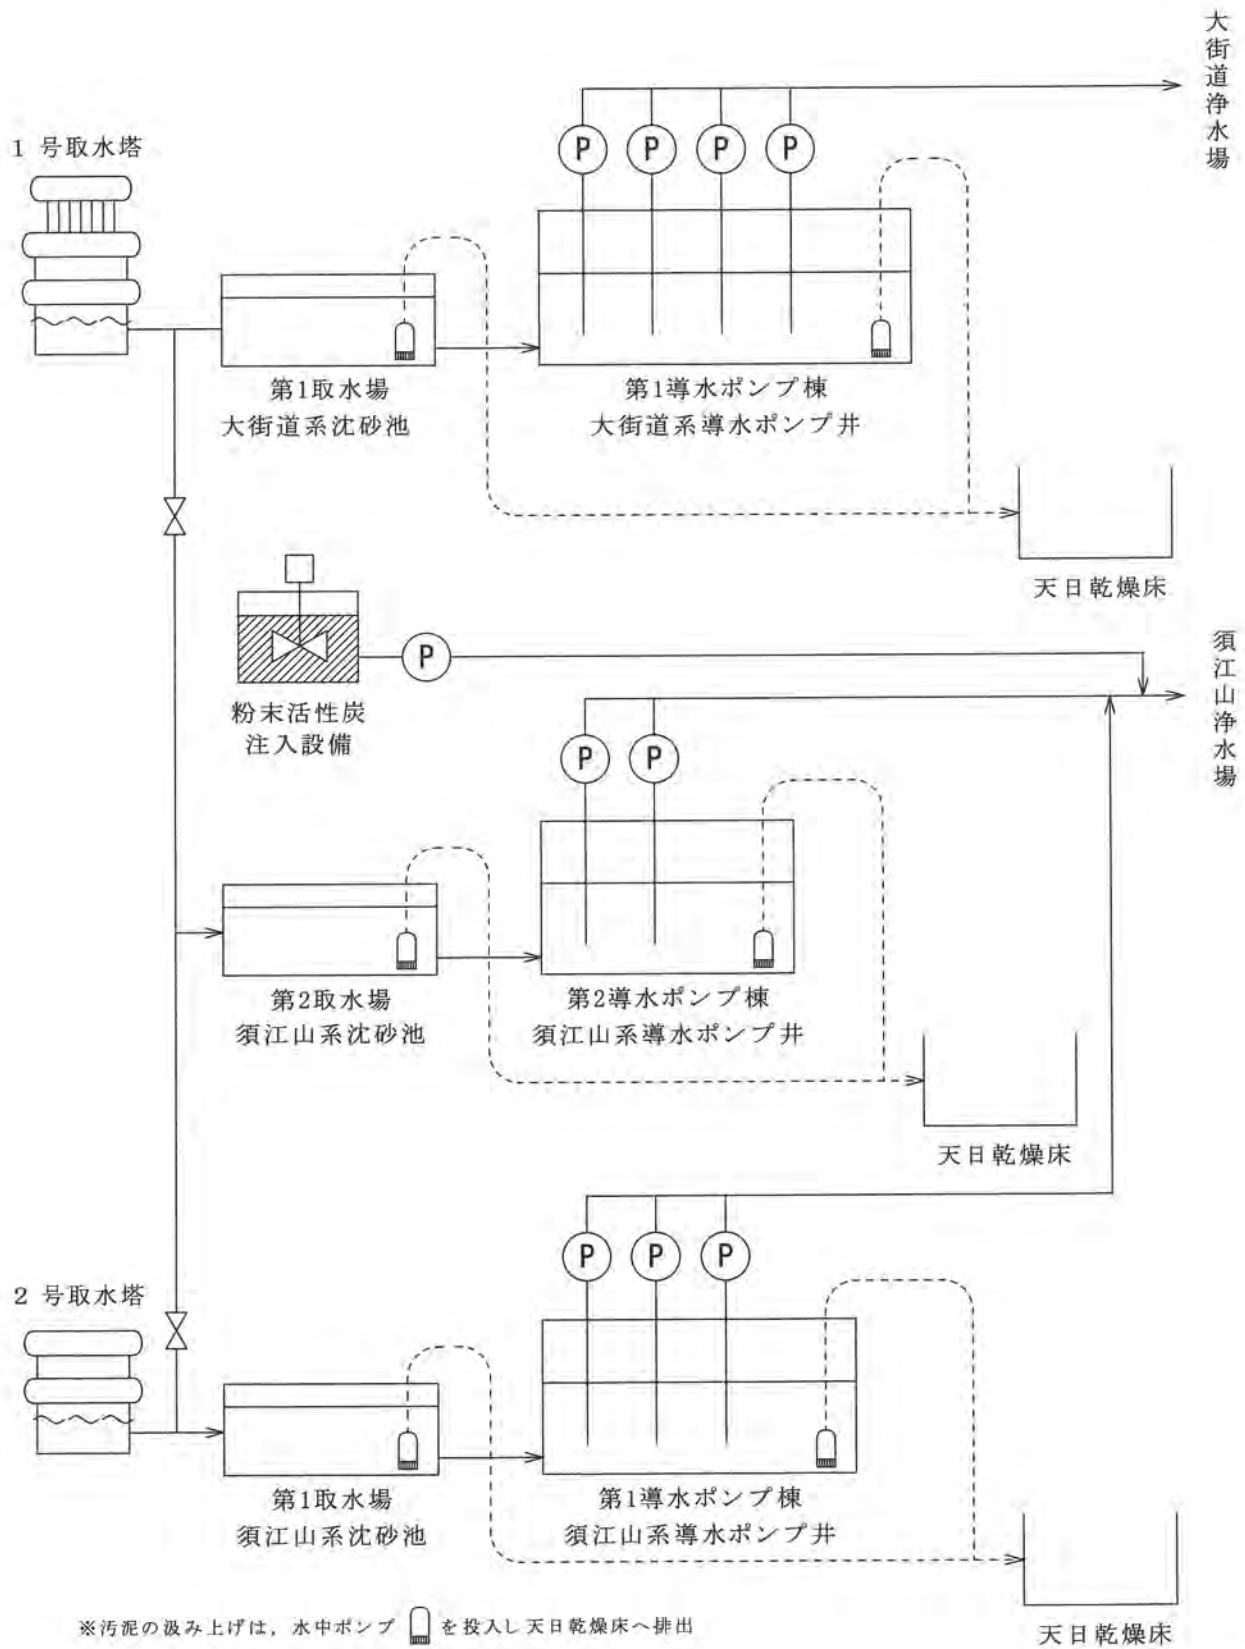 大街道浄水場
P P P P
1 号取水塔
第1取水場
大街道系沈砂池
第1導水ポンプ棟
大街道系導水ポンプ井
天日乾燥床
P
粉末活性炭
注入設備
須江山浄水場
P P
第2取水場
須江山系沈砂池
第2導水ポンプ棟
須江山系導水ポンプ井
天日乾燥床
P P P
2 号取水塔
第1取水場
須江山系沈砂池
第1導水ポンプ棟
須江山系導水ポンプ井
天日乾燥床
※汚泥の汲み上げは，水中ポンプ を投入し天日乾燥床へ排出